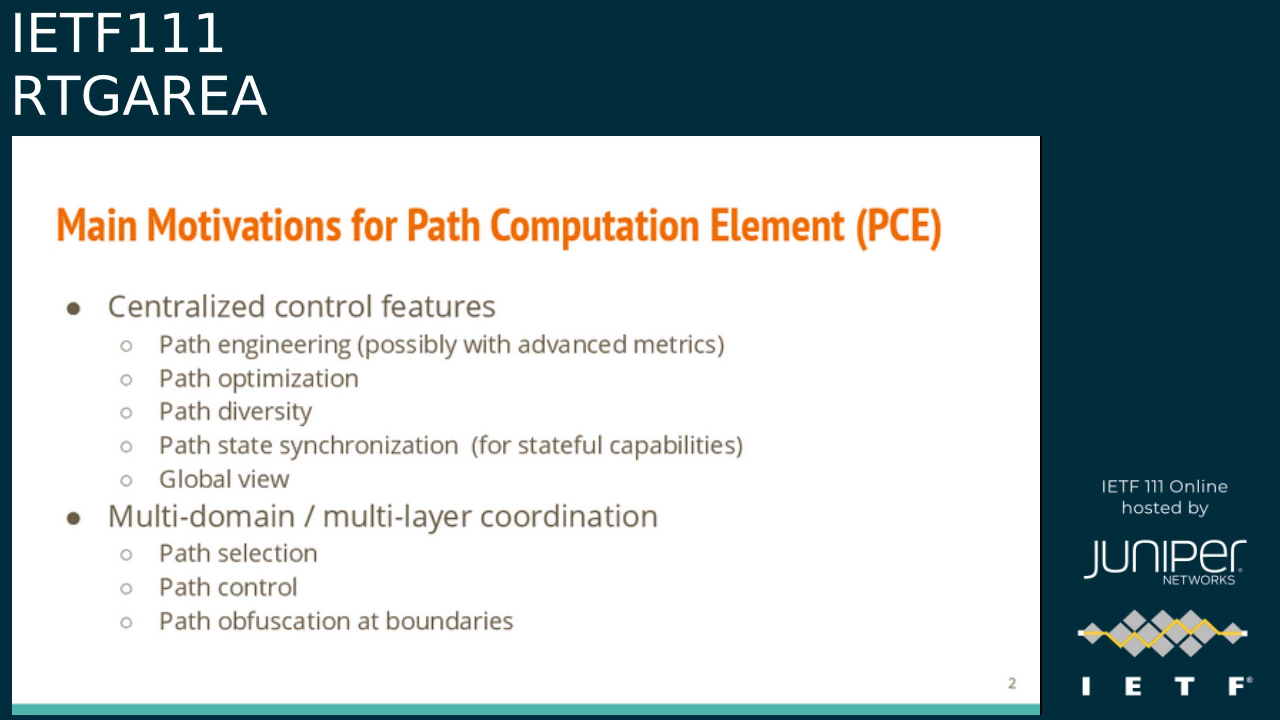 IETF111
RTGAREA
Main Motivations for Path Computation Element (PCE)
● Centralized control features
○ Path engineering (possibly with advanced metrics)
○ Path optimization
○ Path diversity
○ Path state synchronization (for stateful capabilities)
○ Global view
● Multi-domain / multi-layer coordination
○ Path selection
○ Path control
○ Path obfuscation at boundaries
2
IETF 111 Online
hosted by
JUNIPER
NETWORKS
I E T F®